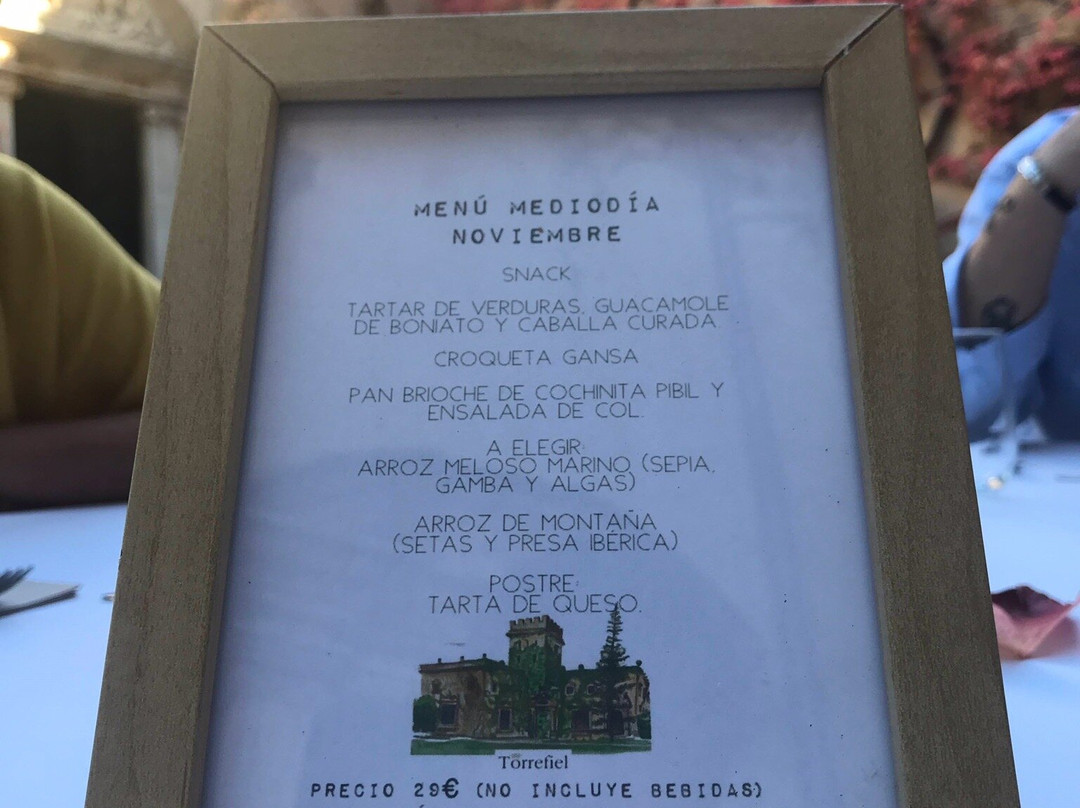 MENÚ MEDIODÍA
NOVIEMBRE
SNACK
TARTAR DE VERDURAS, GUACAMOLE
DE BONIATO Y CABALLA CURADA
CROQUETA GANSA
PAN BRIOCHE DE COCHINITA PIBIL Y
ENSALADA DE COL.
A ELEGIR:
ARROZ MELOSO MARINO (SEPIA,
GAMBA Y ALGAS)
ARROZ DE MONTAÑA
(SETAS Y PRESA IBÉRICA)
POSTRE:
TARTA DE QUESO.
Torrefiel
PRECIO 29€ (NO INCLUYE BEBIDAS)